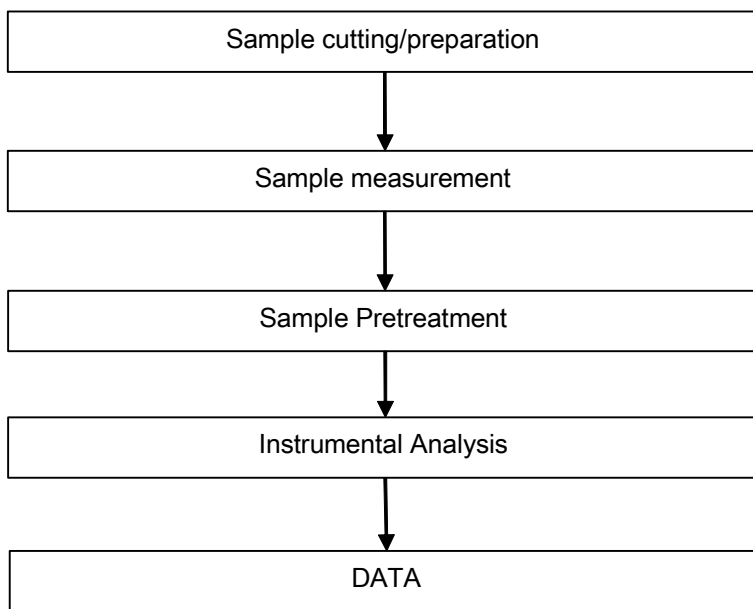 Sample cutting/preparation
Sample measurement
Sample Pretreatment
Instrumental Analysis
DATA